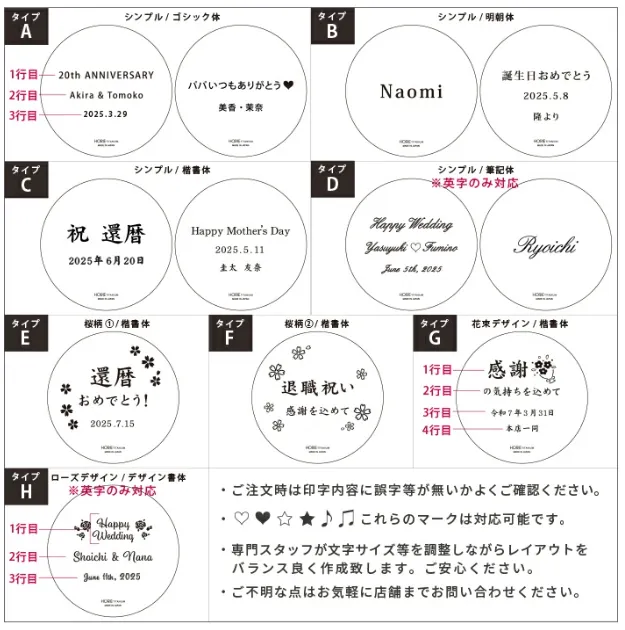 タイプ
A
シンプル / ゴシック体
1行目
20th ANNIVERSARY
2行目
Akira & Tomoko
3行目
2025.3.29
パパいつもありがとう♥
美香・茉奈
タイプ
B
シンプル / 明朝体
Naomi
誕生日おめでとう
2025.5.8
隆より
タイプ
C
シンプル / 楷書体
祝 還暦
2025年6月20日
Happy Mother's Day
2025.5.11
圭太 友奈
タイプ
D
シンプル / 筆記体
※英字のみ対応
Happy Wedding
Yasuyuki ♡ Fumino
June 5th, 2025
Ryoichi
タイプ
E
桜柄① / 楷書体
還暦
おめでとう!
2025.7.15
タイプ
F
桜柄② / 楷書体
退職祝い
感謝を込めて
タイプ
G
花束デザイン / 楷書体
1行目
感謝
2行目
の気持ちを込めて
3行目
令和7年3月31日
4行目
本店一同
タイプ
H
ローズデザイン / デザイン書体
※英字のみ対応
1行目
Happy
Wedding
2行目
Shoichi & Nana
3行目
June 11th, 2025
・ご注文時は印字内容に誤字等が無いかよくご確認ください。
・♡ ♥ ☆ ★ ♪ ♫ これらのマークは対応可能です。
・専門スタッフが文字サイズ等を調整しながらレイアウトを
バランス良く作成致します。ご安心ください。
・ご不明な点はお気軽に店舗までお問い合わせください。